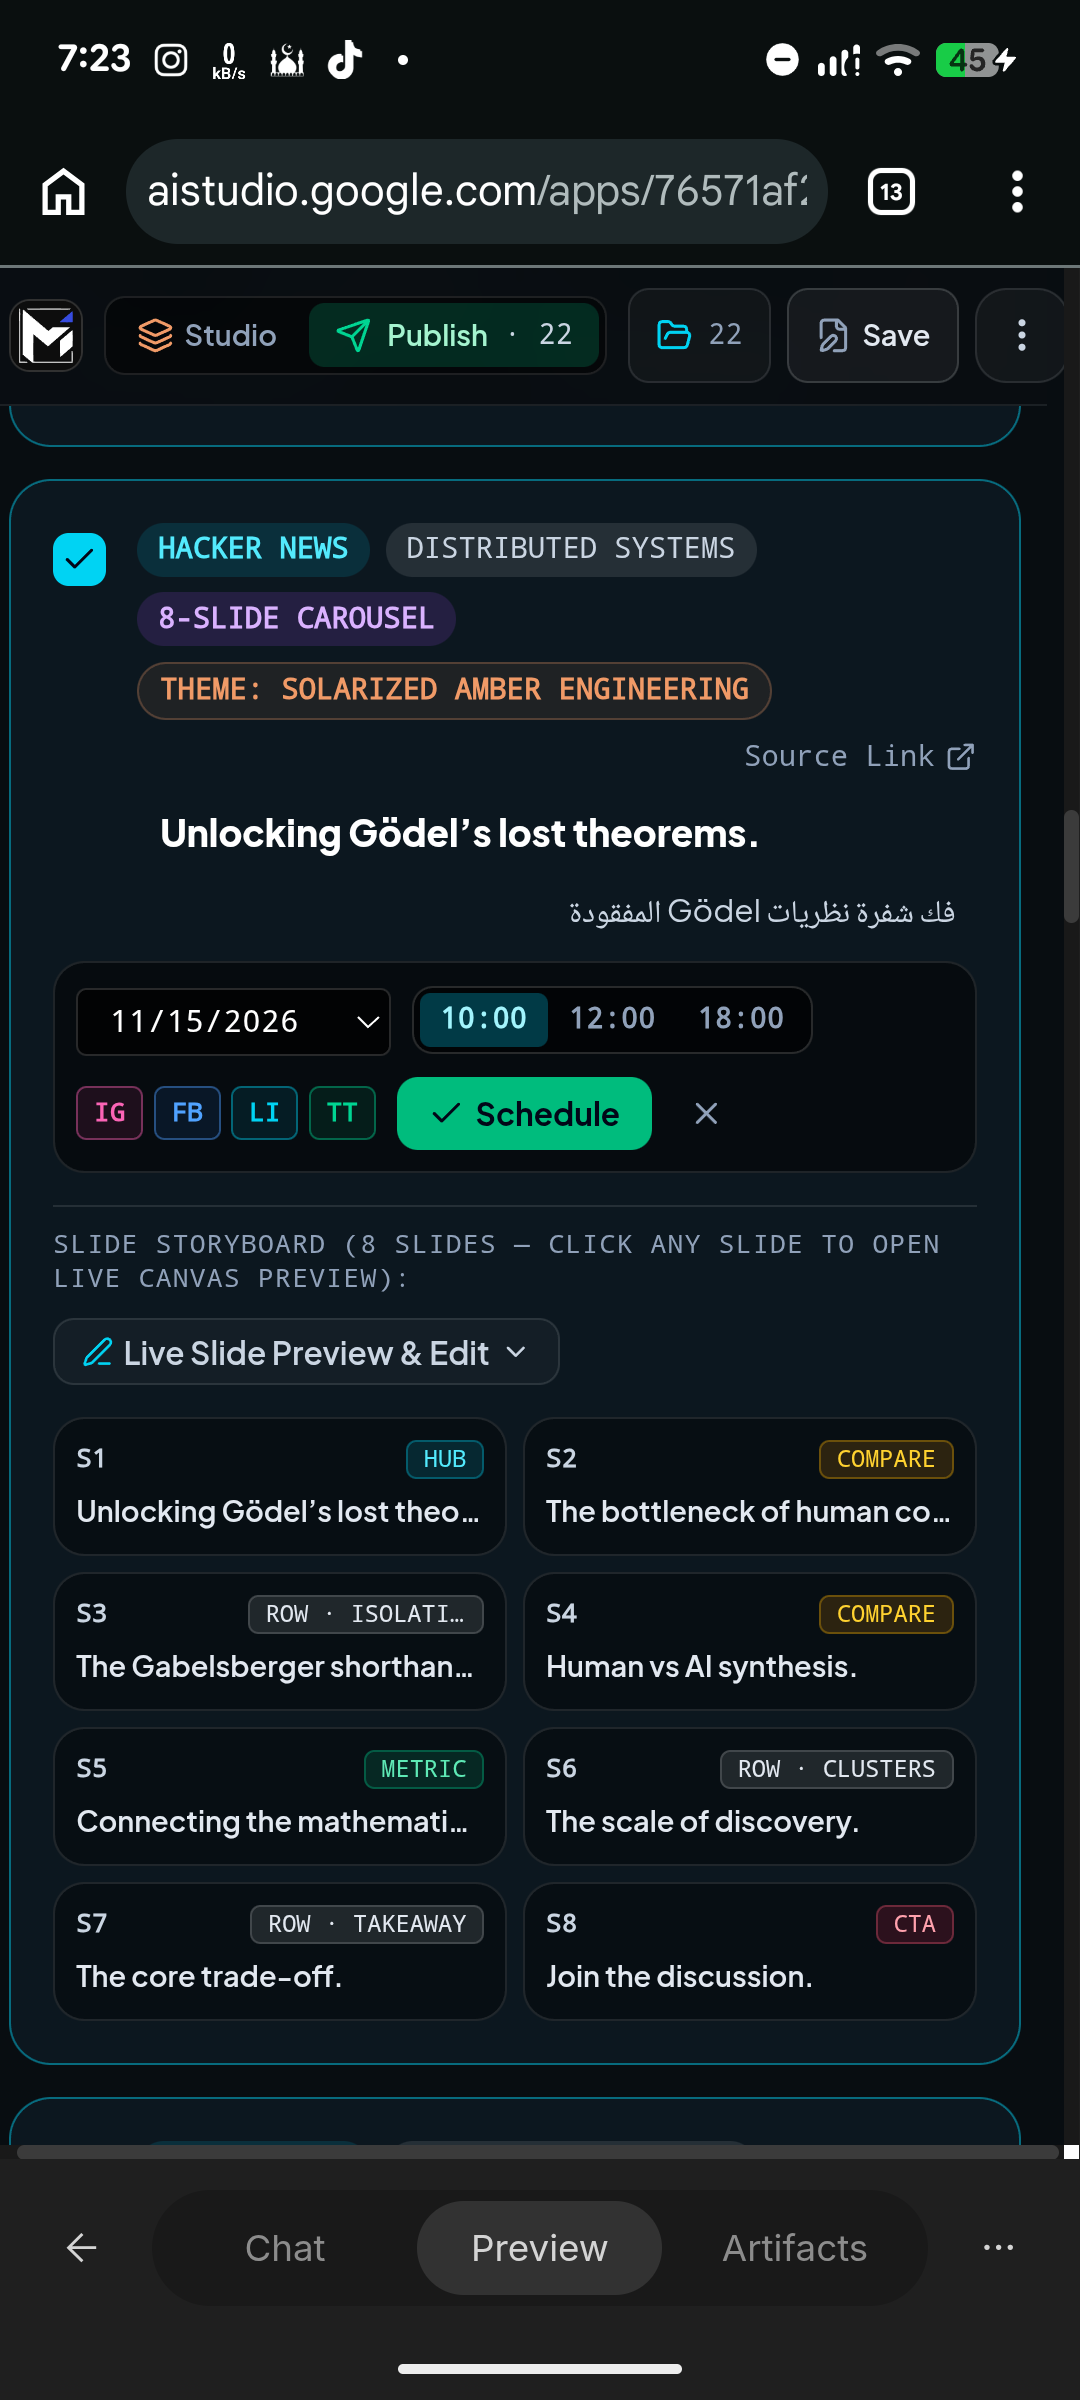 7:23
0
kB/s
45
aistudio.google.com/apps/76571af
13
Studio
Publish · 22
22
Save
HACKER NEWS
DISTRIBUTED SYSTEMS
8-SLIDE CAROUSEL
THEME: SOLARIZED AMBER ENGINEERING
Source Link
Unlocking Gödel’s lost theorems.
فك شفرة نظريات Gödel المفقودة
11/15/2026
10:00 12:00 18:00
IG FB LI TT
Schedule
SLIDE STORYBOARD (8 SLIDES — CLICK ANY SLIDE TO OPEN
LIVE CANVAS PREVIEW):
Live Slide Preview & Edit
S1 HUB
Unlocking Gödel’s lost theo…
S2 COMPARE
The bottleneck of human co…
S3 ROW · ISOLATI…
The Gabelsberger shorthan…
S4 COMPARE
Human vs AI synthesis.
S5 METRIC
Connecting the mathemati…
S6 ROW · CLUSTERS
The scale of discovery.
S7 ROW · TAKEAWAY
The core trade-off.
S8 CTA
Join the discussion.
Chat
Preview
Artifacts